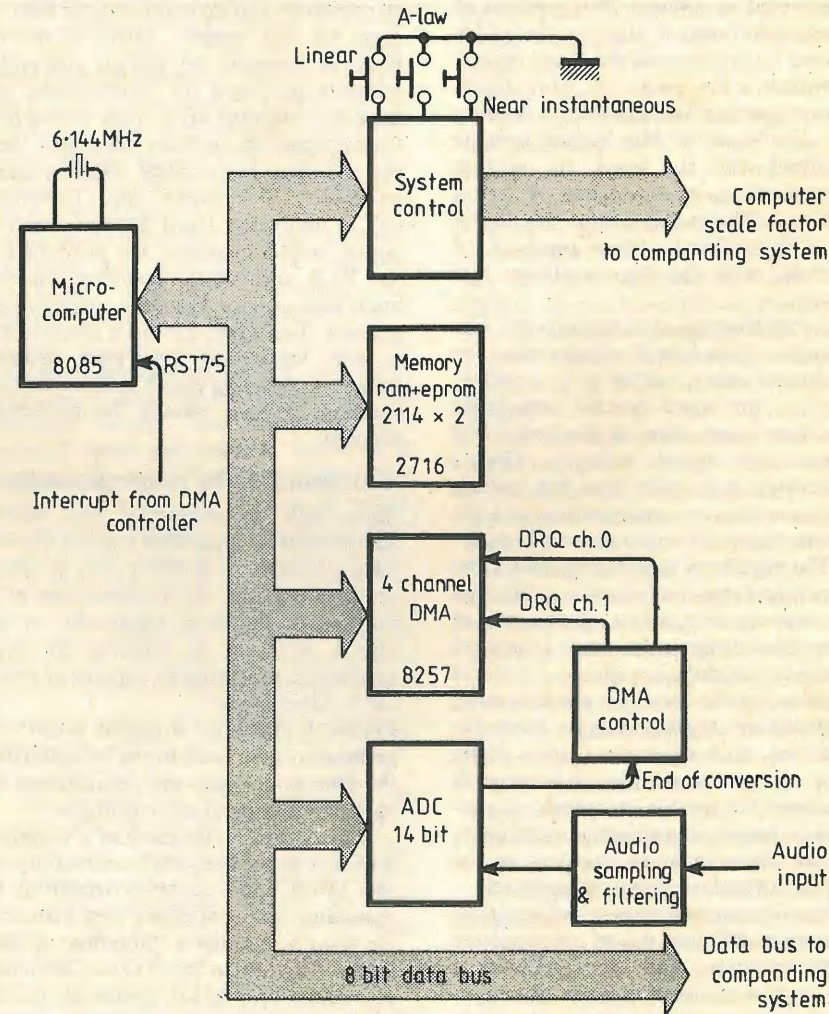 A-law
Linear
Near instantaneous
6·144MHz
System
control
Computer
scale factor
to companding system
Micro-
computer
8085
RST7·5
Interrupt from DMA
controller
Memory
ram+eprom
2114 × 2
2716
DRQ ch.0
4 channel
DMA
8257
DRQ ch.1
DMA
control
End of conversion
ADC
14 bit
Audio
sampling
& filtering
Audio
input
8 bit data bus
Data bus to
companding
system